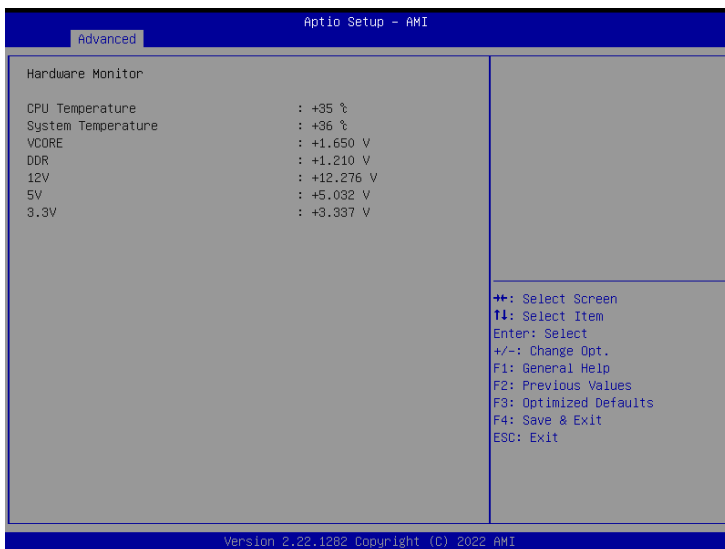 Aptio Setup – AMI
Advanced
Hardware Monitor
CPU Temperature : +35 ℃
System Temperature : +36 ℃
VCORE : +1.650 V
DDR : +1.210 V
12V : +12.276 V
5V : +5.032 V
3.3V : +3.337 V
→←: Select Screen
↑↓: Select Item
Enter: Select
+/-: Change Opt.
F1: General Help
F2: Previous Values
F3: Optimized Defaults
F4: Save & Exit
ESC: Exit
Version 2.22.1282 Copyright (C) 2022 AMI